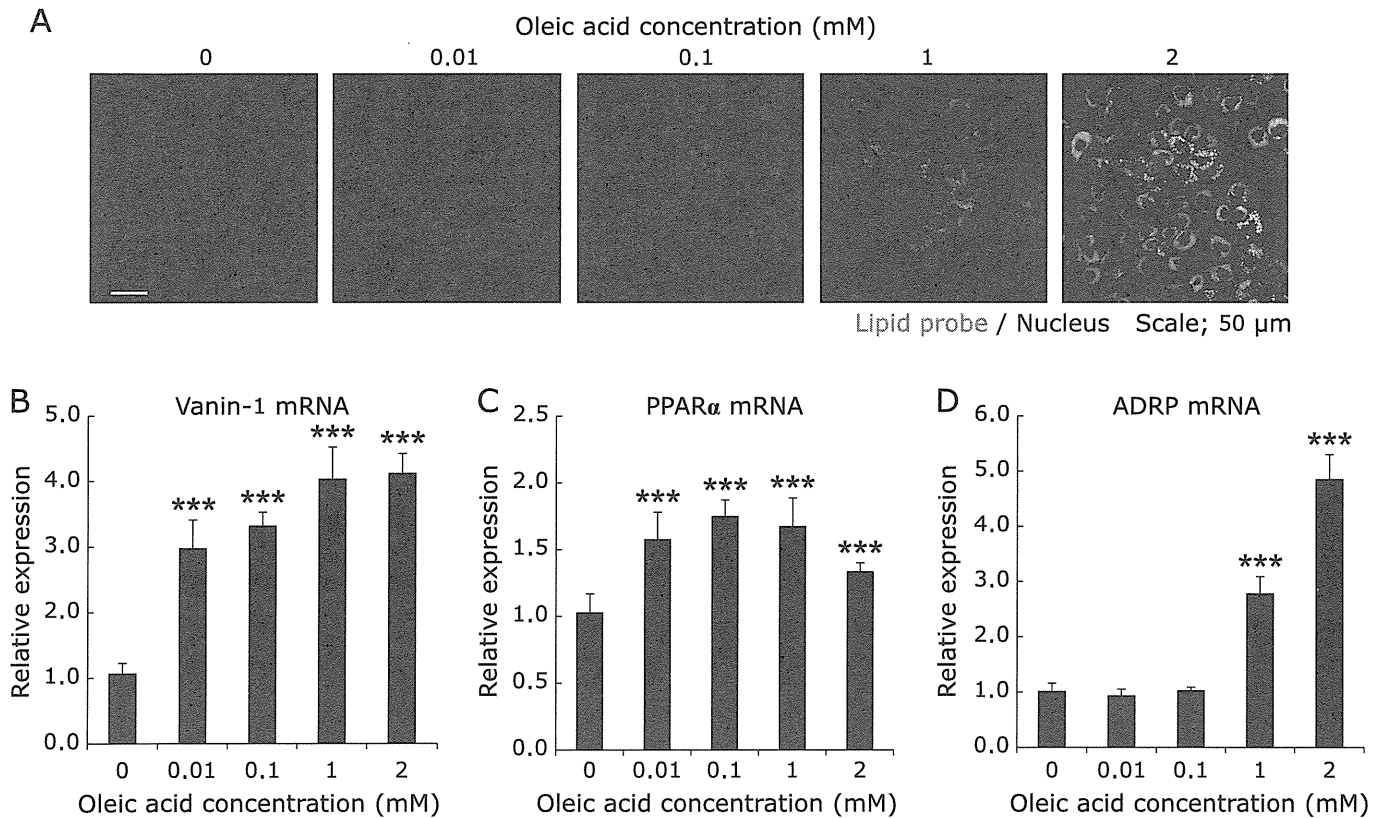 A
Oleic acid concentration (mM)
0 0.01 0.1 1 2
Lipid probe / Nucleus Scale; 50 μm
B
Vanin-1 mRNA
Relative expression
5.0
4.0
3.0
2.0
1.0
0.0
*** *** *** ***
0 0.01 0.1 1 2
Oleic acid concentration (mM)
C
PPARα mRNA
Relative expression
2.5
2.0
1.5
1.0
0.5
0.0
*** *** *** ***
0 0.01 0.1 1 2
Oleic acid concentration (mM)
D
ADRP mRNA
Relative expression
6.0
5.0
4.0
3.0
2.0
1.0
0.0
*** ***
0 0.01 0.1 1 2
Oleic acid concentration (mM)